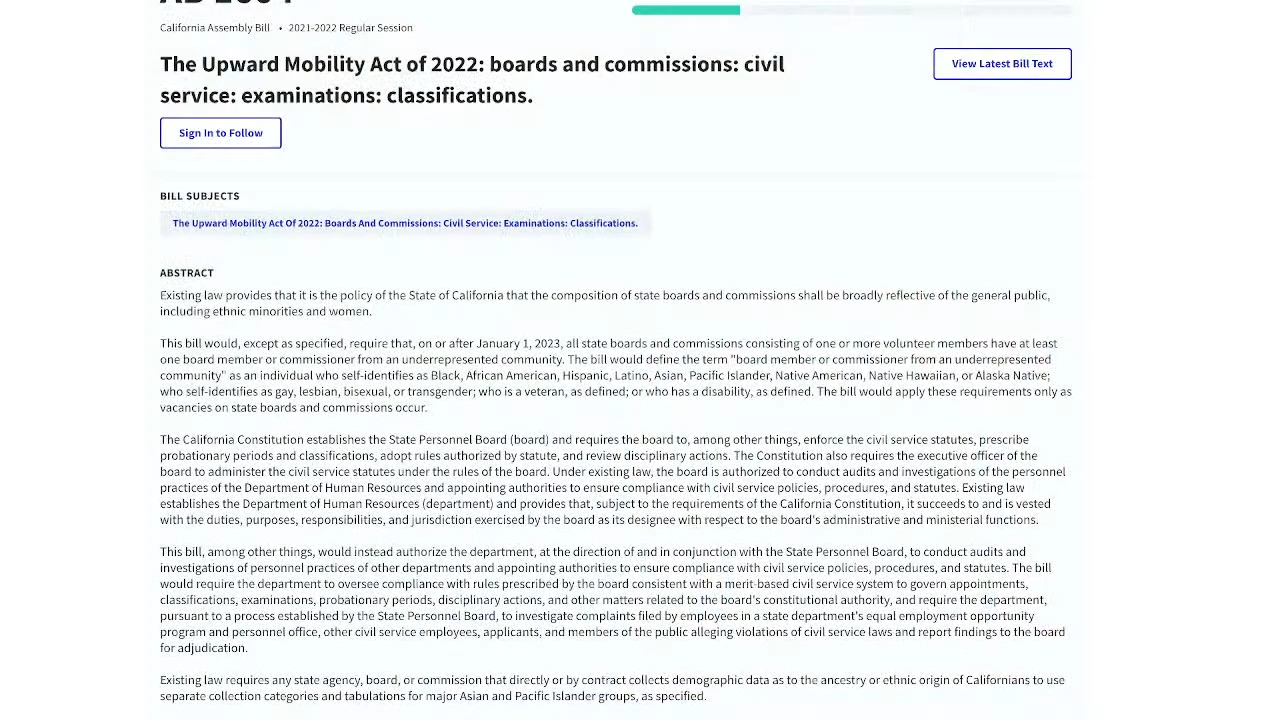 California Assembly Bill • 2021-2022 Regular Session
The Upward Mobility Act of 2022: boards and commissions: civil
service: examinations: classifications.
View Latest Bill Text
Sign In to Follow
BILL SUBJECTS
The Upward Mobility Act Of 2022: Boards And Commissions: Civil Service: Examinations: Classifications.
ABSTRACT
Existing law provides that it is the policy of the State of California that the composition of state boards and commissions shall be broadly reflective of the general public,
including ethnic minorities and women.
This bill would, except as specified, require that, on or after January 1, 2023, all state boards and commissions consisting of one or more volunteer members have at least
one board member or commissioner from an underrepresented community. The bill would define the term "board member or commissioner from an underrepresented
community" as an individual who self-identifies as Black, African American, Hispanic, Latino, Asian, Pacific Islander, Native American, Native Hawaiian, or Alaska Native;
who self-identifies as gay, lesbian, bisexual, or transgender; who is a veteran, as defined; or who has a disability, as defined. The bill would apply these requirements only as
vacancies on state boards and commissions occur.
The California Constitution establishes the State Personnel Board (board) and requires the board to, among other things, enforce the civil service statutes, prescribe
probationary periods and classifications, adopt rules authorized by statute, and review disciplinary actions. The Constitution also requires the executive officer of the
board to administer the civil service statutes under the rules of the board. Under existing law, the board is authorized to conduct audits and investigations of the personnel
practices of the Department of Human Resources and appointing authorities to ensure compliance with civil service policies, procedures, and statutes. Existing law
establishes the Department of Human Resources (department) and provides that, subject to the requirements of the California Constitution, it succeeds to and is vested
with the duties, purposes, responsibilities, and jurisdiction exercised by the board as its designee with respect to the board's administrative and ministerial functions.
This bill, among other things, would instead authorize the department, at the direction of and in conjunction with the State Personnel Board, to conduct audits and
investigations of personnel practices of other departments and appointing authorities to ensure compliance with civil service policies, procedures, and statutes. The bill
would require the department to oversee compliance with rules prescribed by the board consistent with a merit-based civil service system to govern appointments,
classifications, examinations, probationary periods, disciplinary actions, and other matters related to the board's constitutional authority, and require the department,
pursuant to a process established by the State Personnel Board, to investigate complaints filed by employees in a state department's equal employment opportunity
program and personnel office, other civil service employees, applicants, and members of the public alleging violations of civil service laws and report findings to the board
for adjudication.
Existing law requires any state agency, board, or commission that directly or by contract collects demographic data as to the ancestry or ethnic origin of Californians to use
separate collection categories and tabulations for major Asian and Pacific Islander groups, as specified.